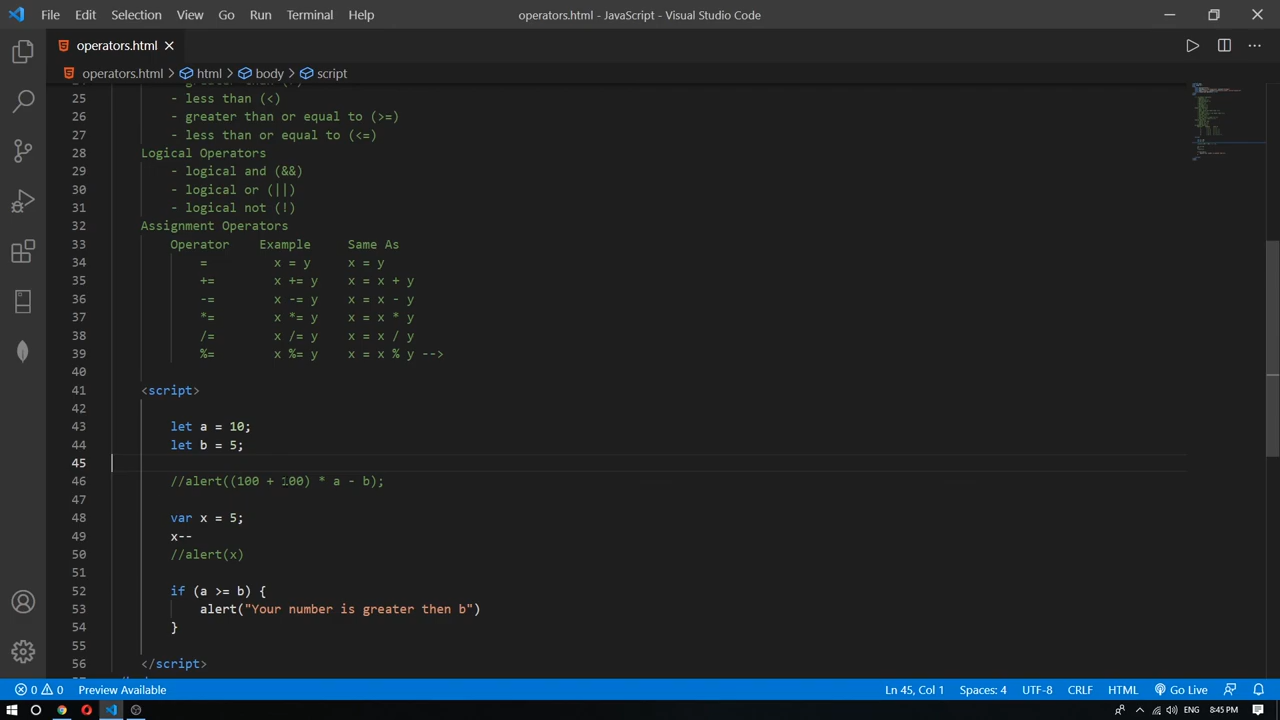 File Edit Selection View Go Run Terminal Help operators.html - JavaScript - Visual Studio Code
operators.html
operators.html > html > body > script
25 - less than (<)
26 - greater than or equal to (>=)
27 - less than or equal to (<=)
28 Logical Operators
29 - logical and (&&)
30 - logical or (||)
31 - logical not (!)
32 Assignment Operators
33 Operator Example Same As
34 = x = y x = y
35 += x += y x = x + y
36 -= x -= y x = x - y
37 *= x *= y x = x * y
38 /= x /= y x = x / y
39 %= x %= y x = x % y -->
40
41 <script>
42
43 let a = 10;
44 let b = 5;
45
46 //alert((100 + 100) * a - b);
47
48 var x = 5;
49 x--
50 //alert(x)
51
52 if (a >= b) {
53 alert("Your number is greater then b")
54 }
55
56 </script>
0 0 Preview Available Ln 45, Col 1 Spaces: 4 UTF-8 CRLF HTML Go Live
ENG 8:45 PM